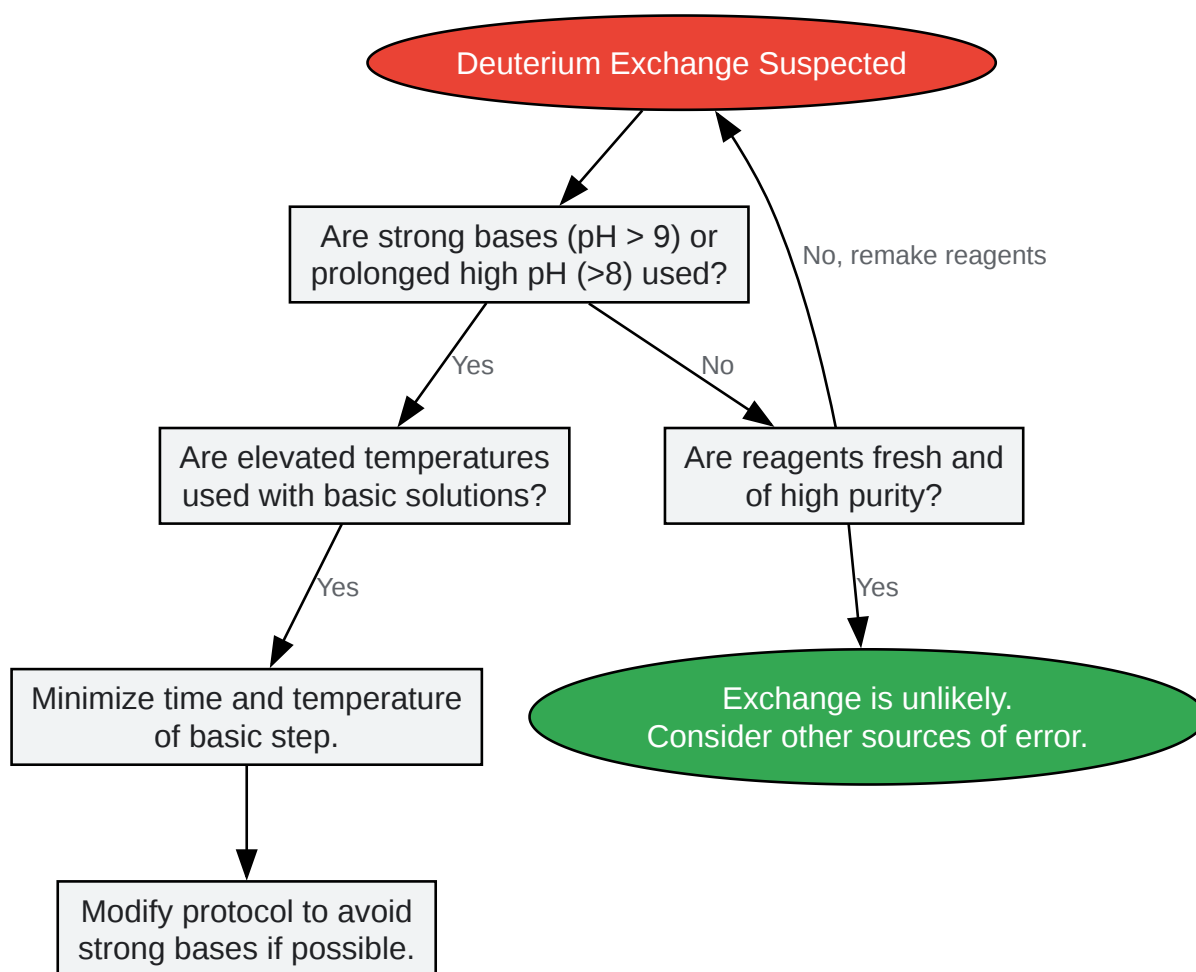 Deuterium Exchange Suspected
Are strong bases (pH > 9) or
prolonged high pH (>8) used?
No, remake reagents
Yes
No
Are elevated temperatures
used with basic solutions?
Are reagents fresh and
of high purity?
Yes
Yes
Minimize time and temperature
of basic step.
Exchange is unlikely.
Consider other sources of error.
Modify protocol to avoid
strong bases if possible.